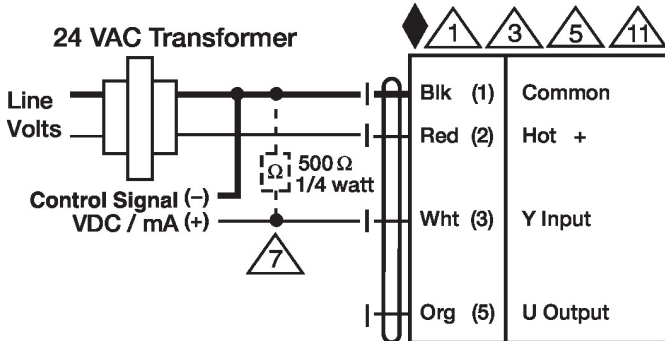 24 VAC Transformer
1 3 5 11
Line
Volts
Blk (1) Common
Red (2) Hot +
Ω 500 Ω
1/4 watt
Control Signal (–)
VDC / mA (+)
Wht (3) Y Input
7
Org (5) U Output